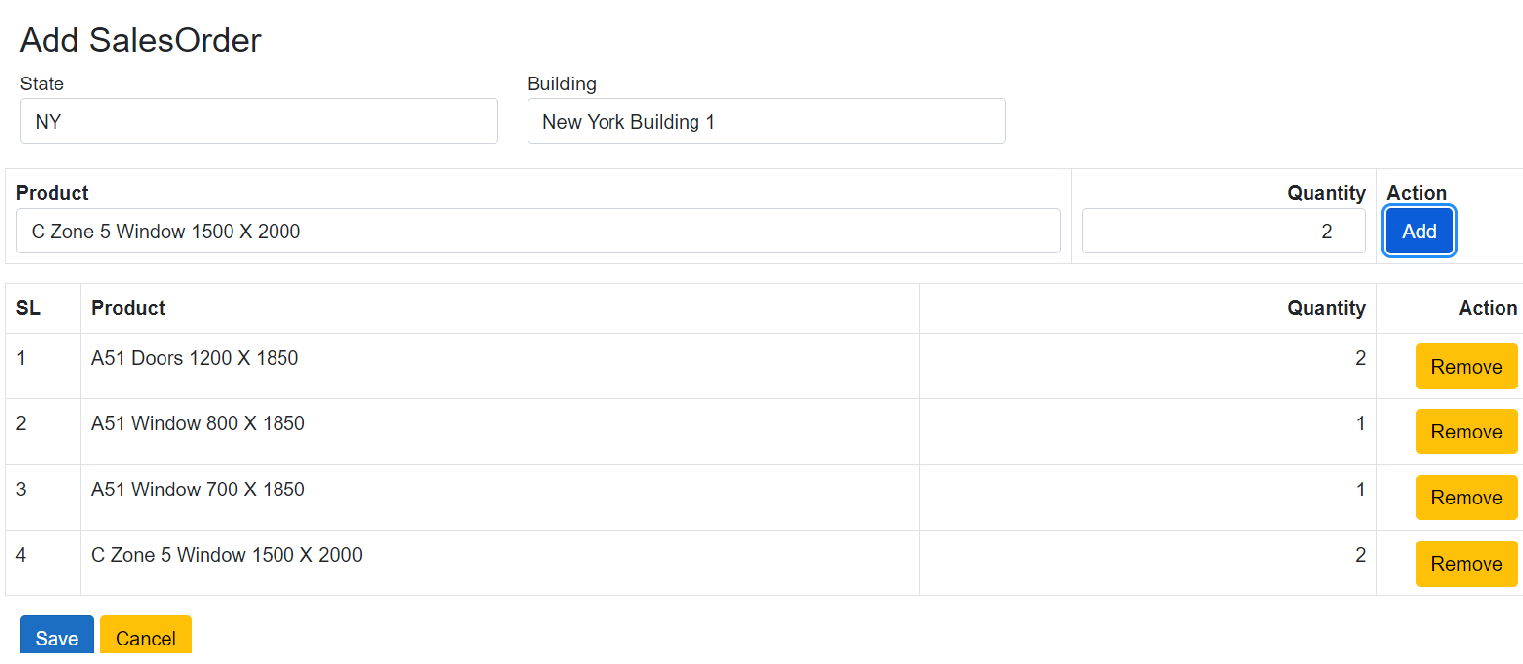 Add SalesOrder
State Building
NY New York Building 1
Product Quantity Action
C Zone 5 Window 1500 X 2000 2 Add
SL Product Quantity Action
1 A51 Doors 1200 X 1850 2 Remove
2 A51 Window 800 X 1850 1 Remove
3 A51 Window 700 X 1850 1 Remove
4 C Zone 5 Window 1500 X 2000 2 Remove
Save Cancel